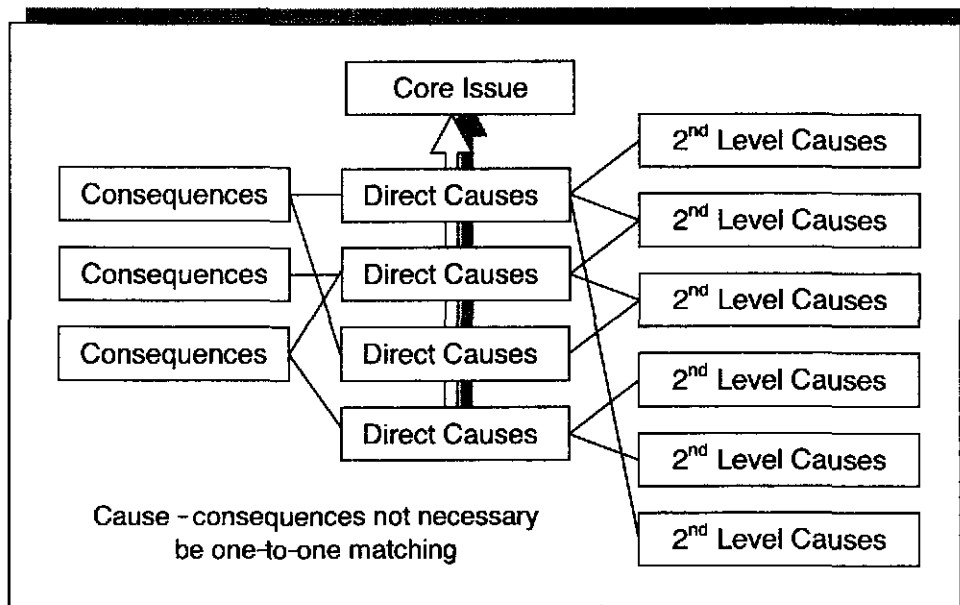 Core Issue
Consequences
Consequences
Consequences
Direct Causes
Direct Causes
Direct Causes
Direct Causes
2nd Level Causes
2nd Level Causes
2nd Level Causes
2nd Level Causes
2nd Level Causes
2nd Level Causes
Cause - consequences not necessary
be one-to-one matching